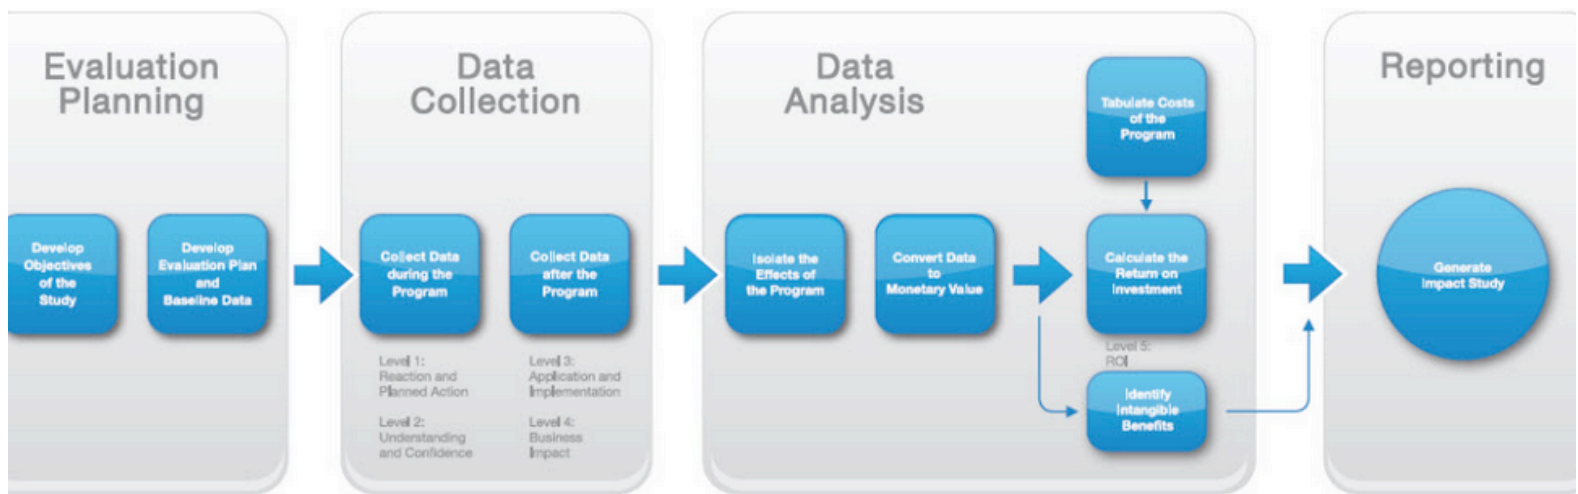 Evaluation
Planning
Develop
Objectives
of the
Study
Develop
Evaluation Plan
and
Baseline Data
Data
Collection
Collect Data
during the
Program
Collect Data
after the
Program
Level 1:
Reaction and
Planned Action
Level 2:
Understanding
and Confidence
Level 3:
Application and
Implementation
Level 4:
Business
Impact
Data
Analysis
Isolate the
Effects of
the Program
Convert Data
to
Monetary Value
Tabulate Costs
of the
Program
Calculate the
Return on
Investment
Level 5:
ROI
Identify
Intangible
Benefits
Reporting
Generate
Impact Study